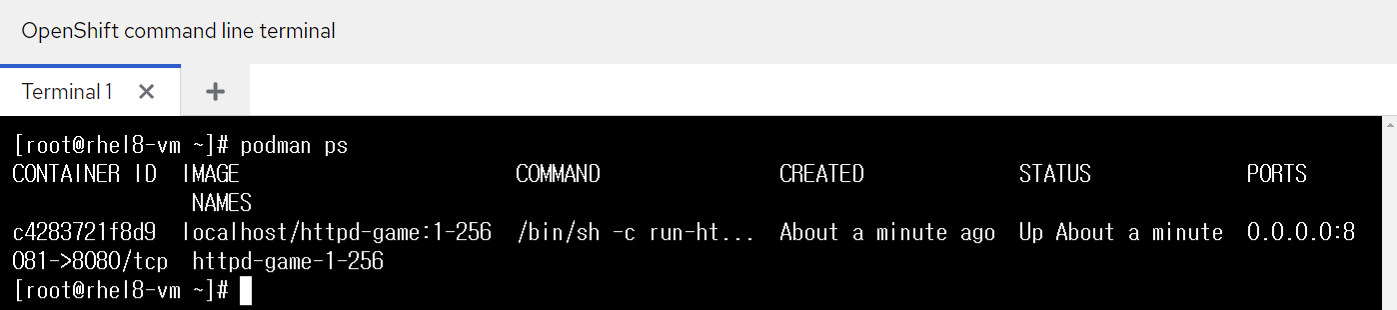 OpenShift command line terminal
Terminal 1
[root@rhel8-vm ~]# podman ps
CONTAINER ID IMAGE COMMAND CREATED STATUS PORTS
NAMES
c4283721f8d9 localhost/httpd-game:1-256 /bin/sh -c run-ht... About a minute ago Up About a minute 0.0.0.0:8
081->8080/tcp httpd-game-1-256
[root@rhel8-vm ~]#